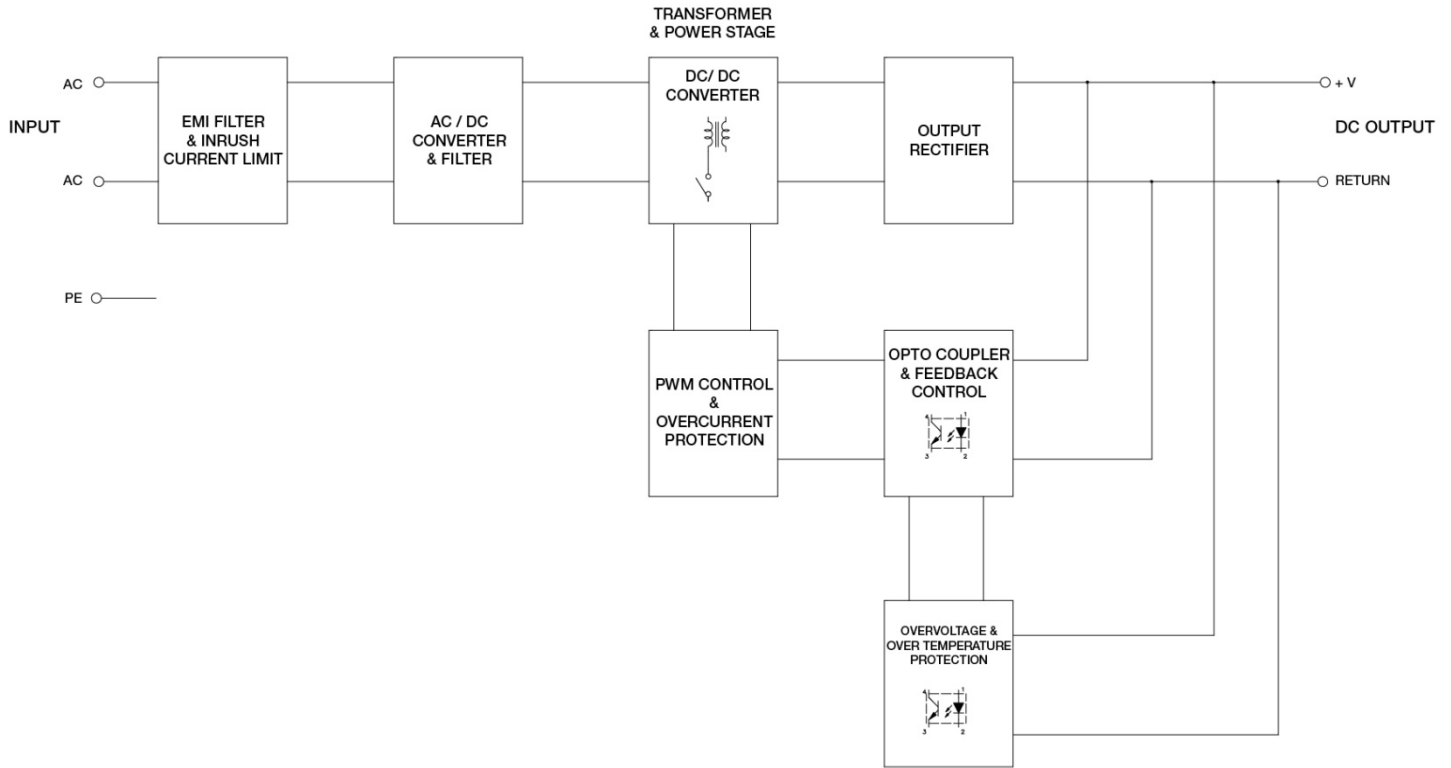 TRANSFORMER
& POWER STAGE
AC
INPUT
AC
PE
EMI FILTER
& INRUSH
CURRENT LIMIT
AC / DC
CONVERTER
& FILTER
DC/ DC
CONVERTER
OUTPUT
RECTIFIER
+ V
DC OUTPUT
RETURN
PWM CONTROL
&
OVERCURRENT
PROTECTION
OPTO COUPLER
& FEEDBACK
CONTROL
4 1
3 2
OVERVOLTAGE &
OVER TEMPERATURE
PROTECTION
4 1
3 2